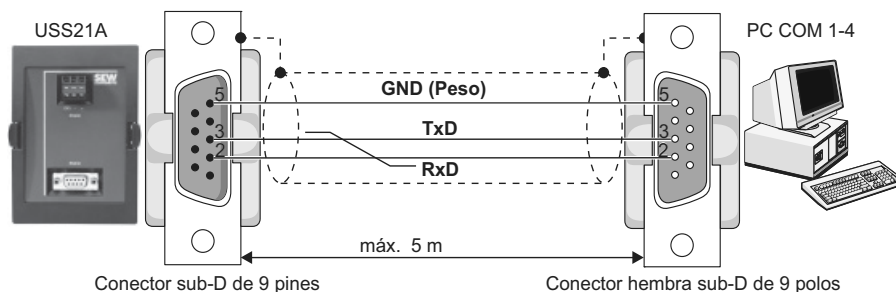 USS21A
PC COM 1-4
SEW
5
GND (Peso)
5
3
TxD
3
2
RxD
2
máx. 5 m
Conector sub-D de 9 pines
Conector hembra sub-D de 9 polos